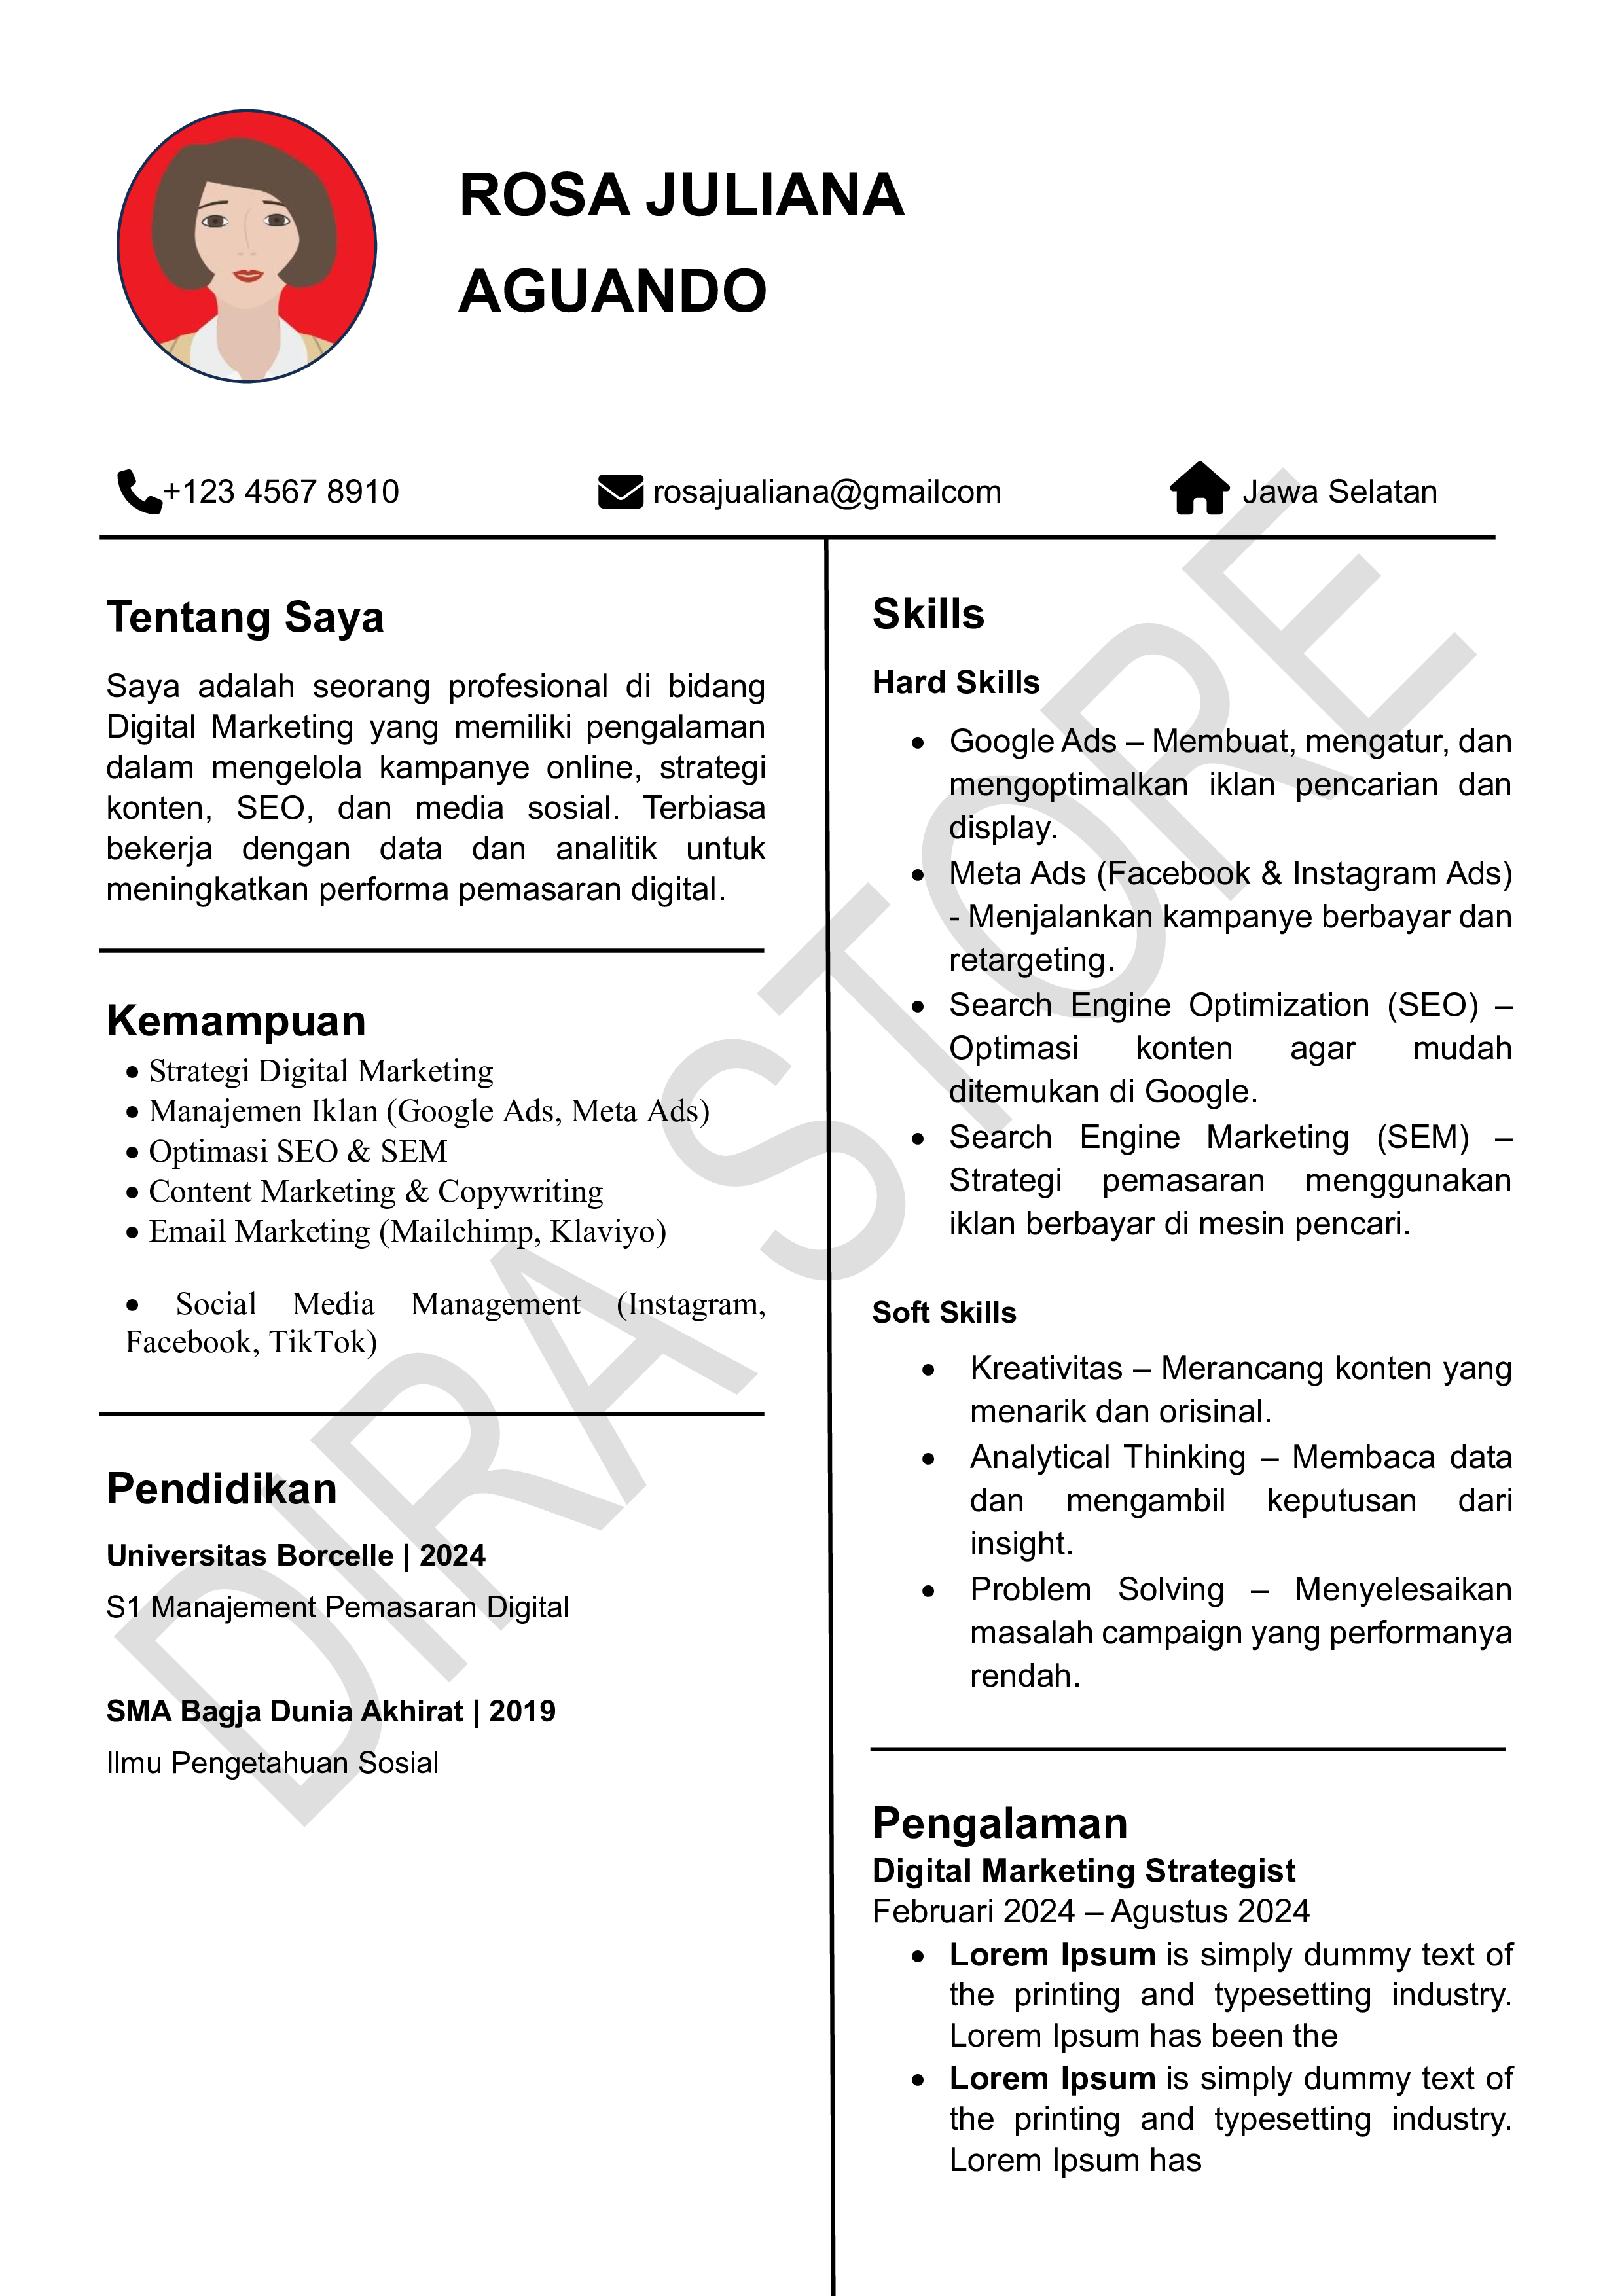 ROSA JULIANA
AGUANDO
+123 4567 8910
rosajualiana@gmailcom
Jawa Selatan
Tentang Saya
Saya adalah seorang profesional di bidang
Digital Marketing yang memiliki pengalaman
dalam mengelola kampanye online, strategi
konten, SEO, dan media sosial. Terbiasa
bekerja dengan data dan analitik untuk
meningkatkan performa pemasaran digital.
Kemampuan
• Strategi Digital Marketing
• Manajemen Iklan (Google Ads, Meta Ads)
• Optimasi SEO & SEM
• Content Marketing & Copywriting
• Email Marketing (Mailchimp, Klaviyo)
• Social Media Management (Instagram,
Facebook, TikTok)
Pendidikan
Universitas Borcelle | 2024
S1 Manajement Pemasaran Digital
SMA Bagja Dunia Akhirat | 2019
Ilmu Pengetahuan Sosial
Skills
Hard Skills
• Google Ads – Membuat, mengatur, dan
mengoptimalkan iklan pencarian dan
display.
• Meta Ads (Facebook & Instagram Ads)
- Menjalankan kampanye berbayar dan
retargeting.
• Search Engine Optimization (SEO) –
Optimasi konten agar mudah
ditemukan di Google.
• Search Engine Marketing (SEM) –
Strategi pemasaran menggunakan
iklan berbayar di mesin pencari.
Soft Skills
• Kreativitas – Merancang konten yang
menarik dan orisinal.
• Analytical Thinking – Membaca data
dan mengambil keputusan dari
insight.
• Problem Solving – Menyelesaikan
masalah campaign yang performanya
rendah.
Pengalaman
Digital Marketing Strategist
Februari 2024 – Agustus 2024
• Lorem Ipsum is simply dummy text of
the printing and typesetting industry.
Lorem Ipsum has been the
• Lorem Ipsum is simply dummy text of
the printing and typesetting industry.
Lorem Ipsum has
DIRA STORE